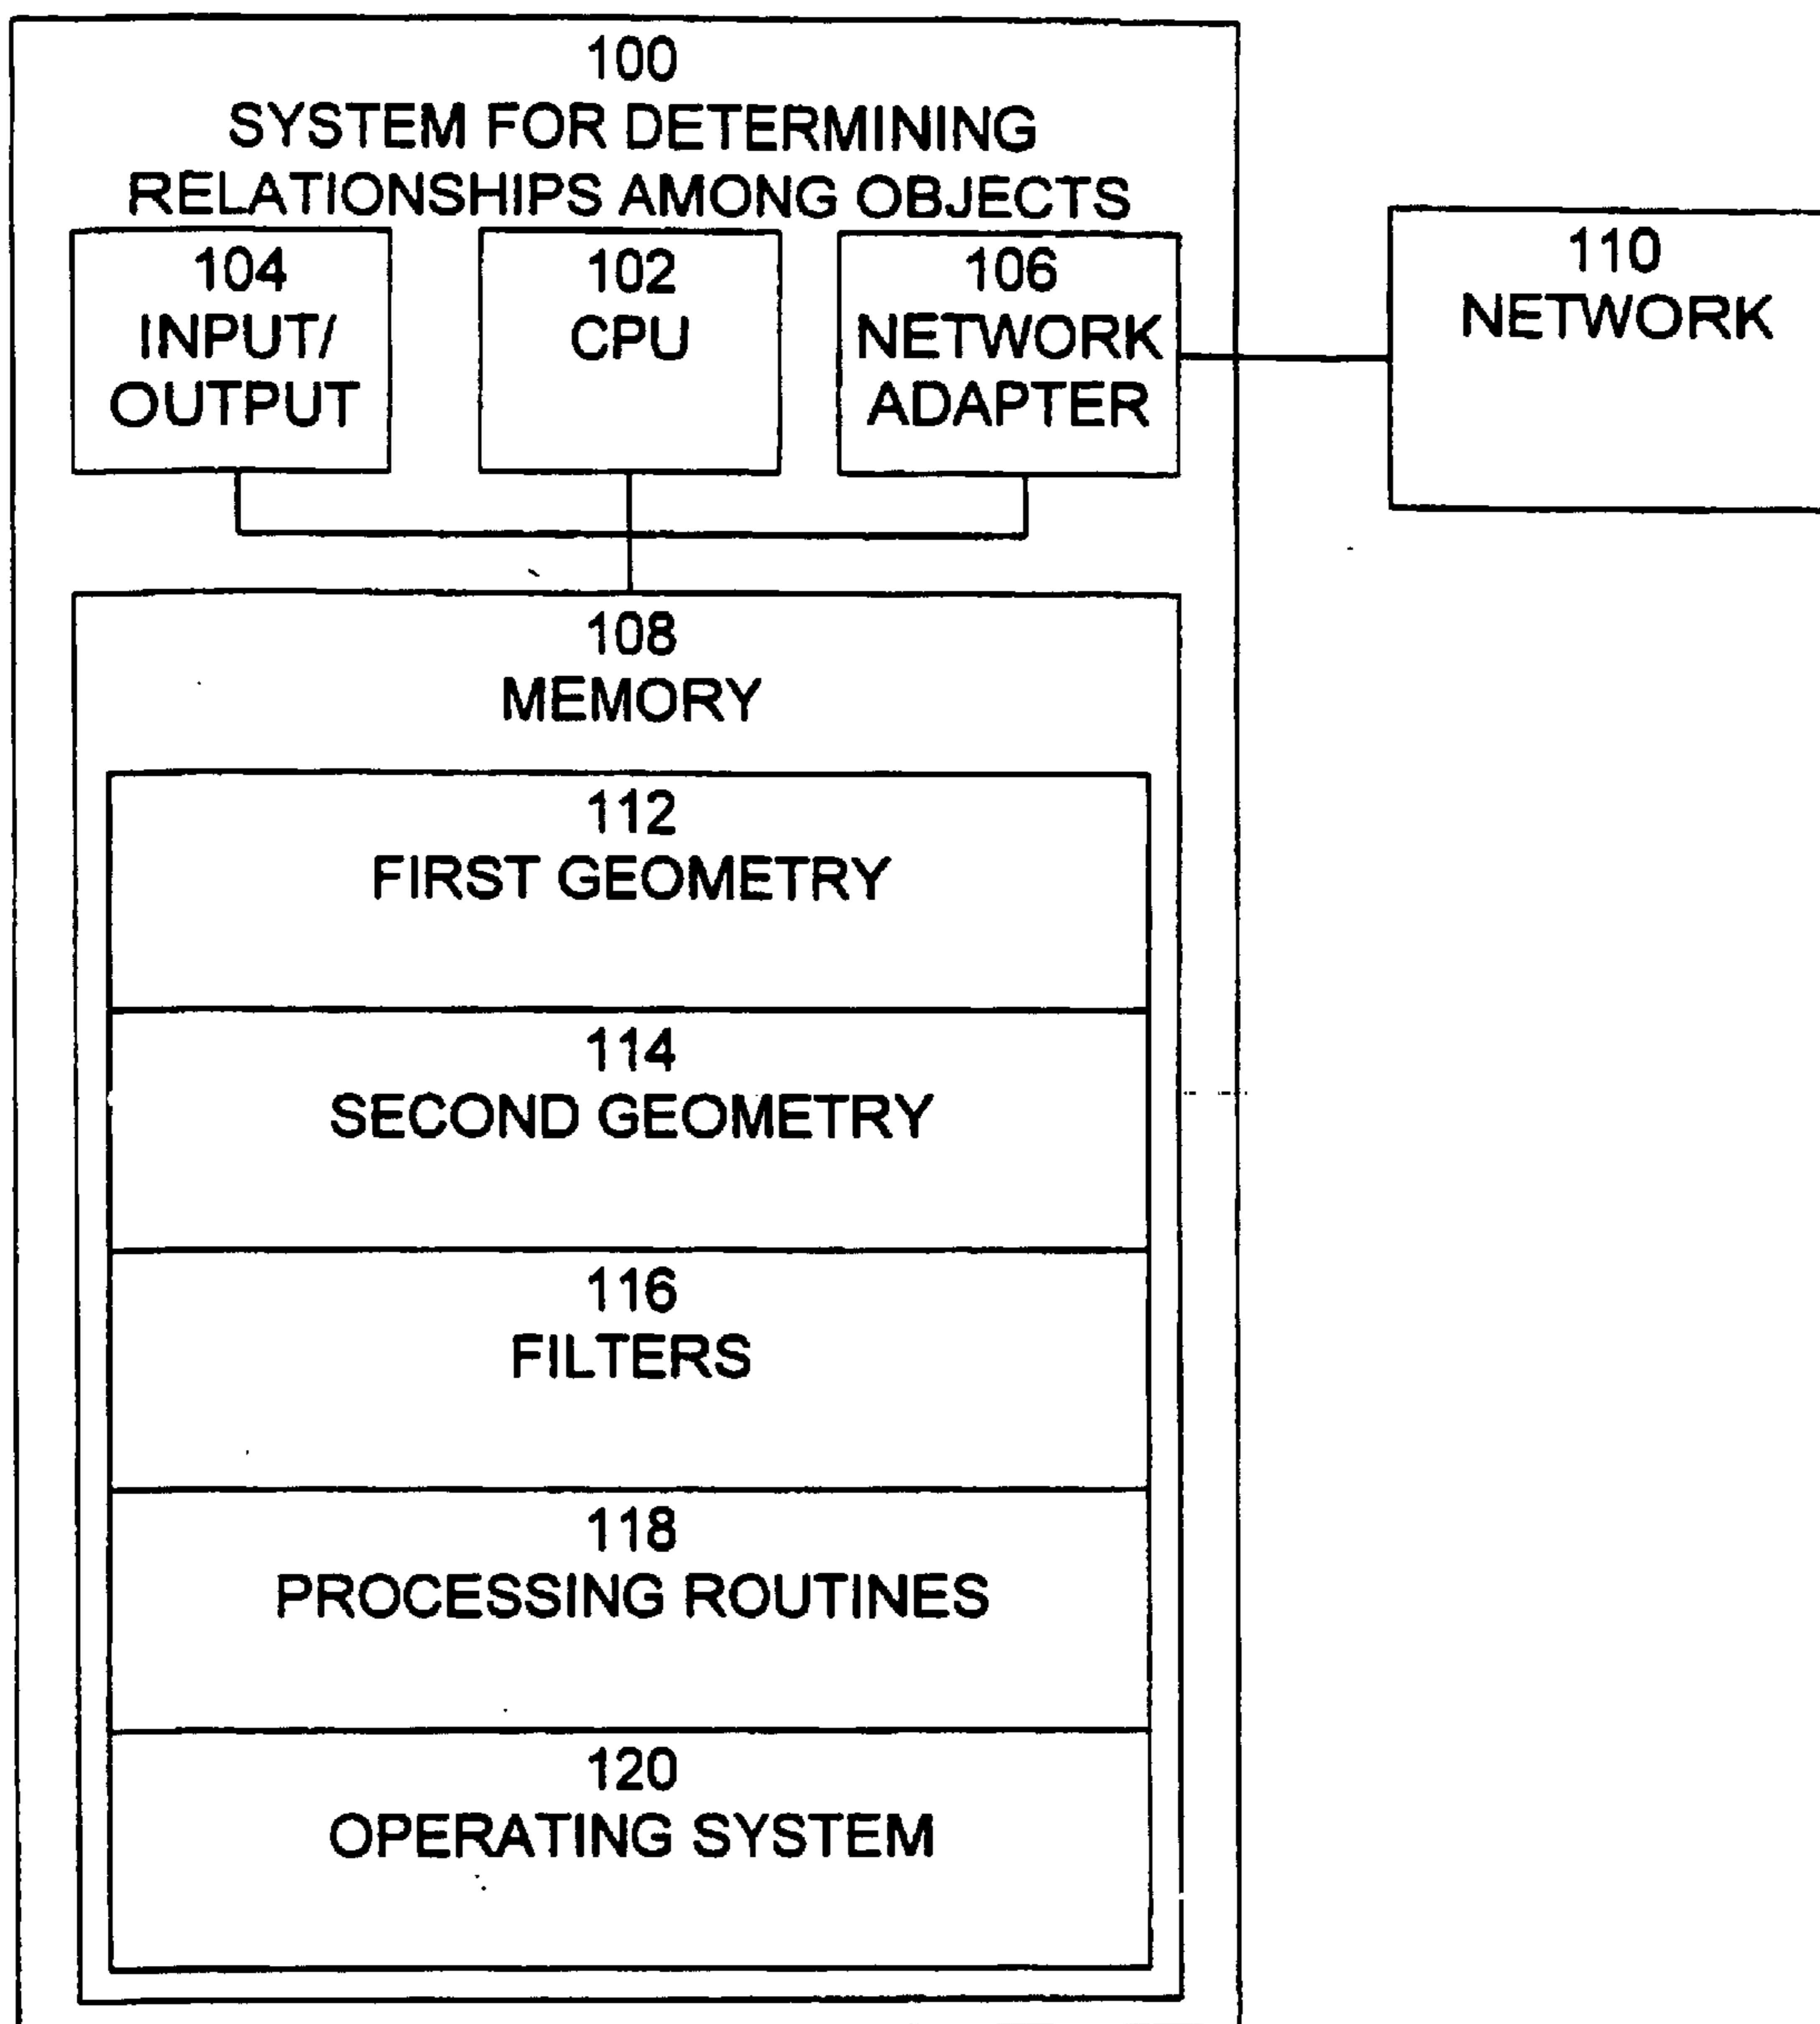 100
SYSTEM FOR DETERMINING
RELATIONSHIPS AMONG OBJECTS
104
INPUT/
OUTPUT
102
CPU
106
NETWORK
ADAPTER
110
NETWORK
108
MEMORY
112
FIRST GEOMETRY
114
SECOND GEOMETRY
116
FILTERS
118
PROCESSING ROUTINES
120
OPERATING SYSTEM